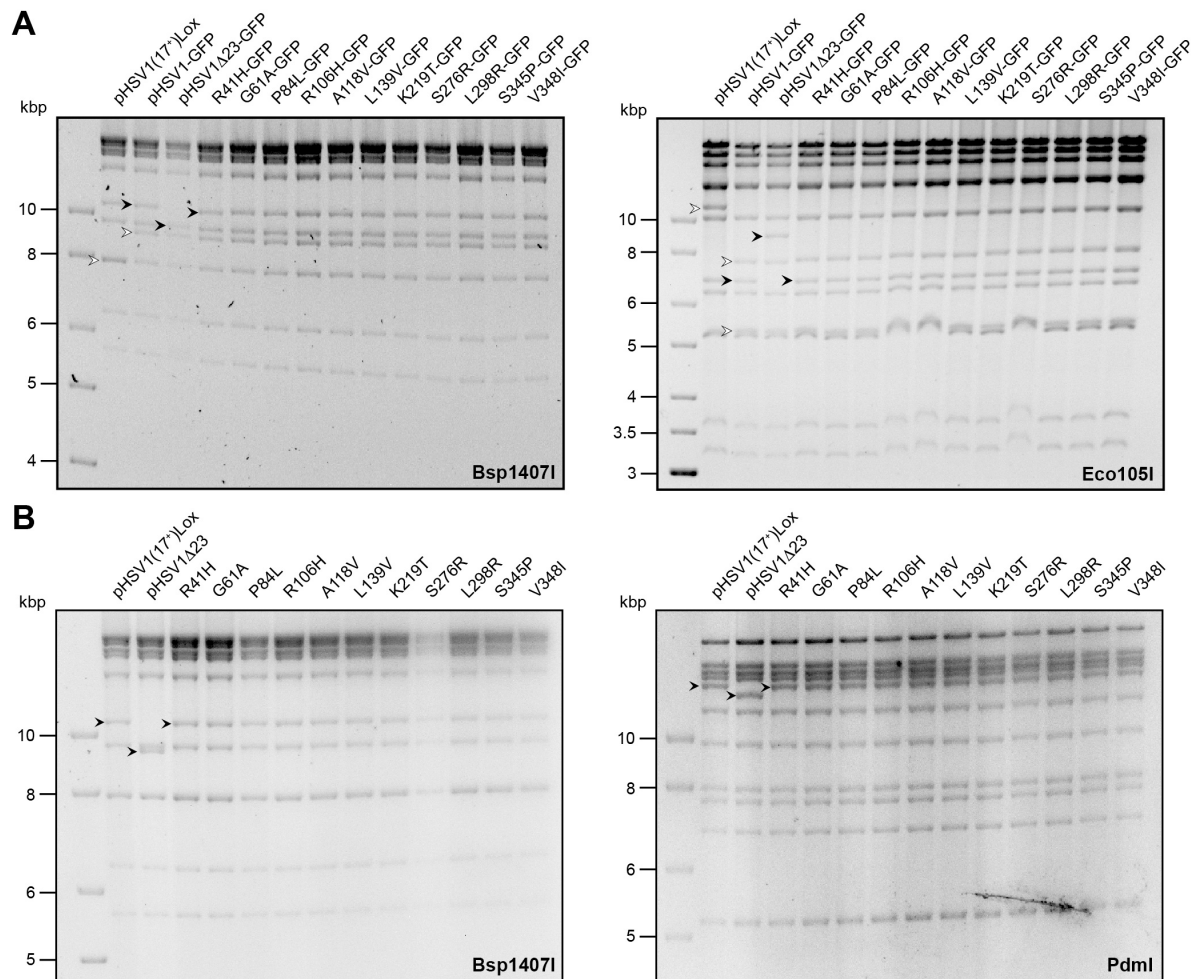 A
pHSV1(17⁺)Lox
pHSV1-GFP
pHSV1Δ23-GFP
R41H-GFP
G61A-GFP
P84L-GFP
R106H-GFP
A118V-GFP
L139V-GFP
K219T-GFP
S276R-GFP
L298R-GFP
S345P-GFP
V348I-GFP
kbp
10
8
6
5
4
Bsp1407I
pHSV1(17⁺)Lox
pHSV1-GFP
pHSV1Δ23-GFP
R41H-GFP
G61A-GFP
P84L-GFP
R106H-GFP
A118V-GFP
L139V-GFP
K219T-GFP
S276R-GFP
L298R-GFP
S345P-GFP
V348I-GFP
kbp
10
8
6
5
4
3.5
3
Eco105I
B
pHSV1(17⁺)Lox
pHSV1Δ23
R41H
G61A
P84L
R106H
A118V
L139V
K219T
S276R
L298R
S345P
V348I
kbp
10
8
6
5
Bsp1407I
pHSV1(17⁺)Lox
pHSV1Δ23
R41H
G61A
P84L
R106H
A118V
L139V
K219T
S276R
L298R
S345P
V348I
kbp
10
8
6
5
PdmI